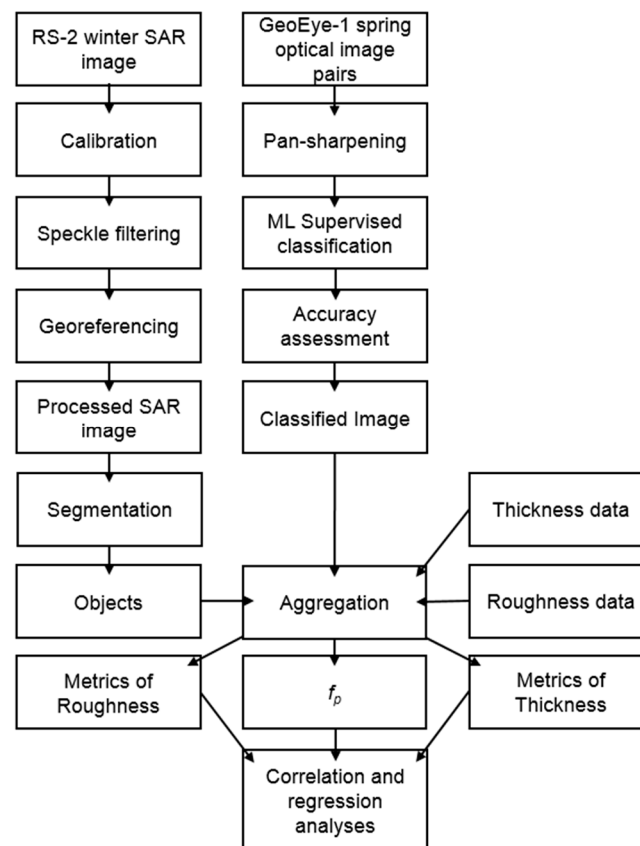 RS-2 winter SAR
image
GeoEye-1 spring
optical image
pairs
Calibration
Pan-sharpening
Speckle filtering
ML Supervised
classification
Georeferencing
Accuracy
assessment
Processed SAR
image
Classified Image
Segmentation
Thickness data
Objects
Aggregation
Roughness data
Metrics of
Roughness
fp
Metrics of
Thickness
Correlation and
regression
analyses